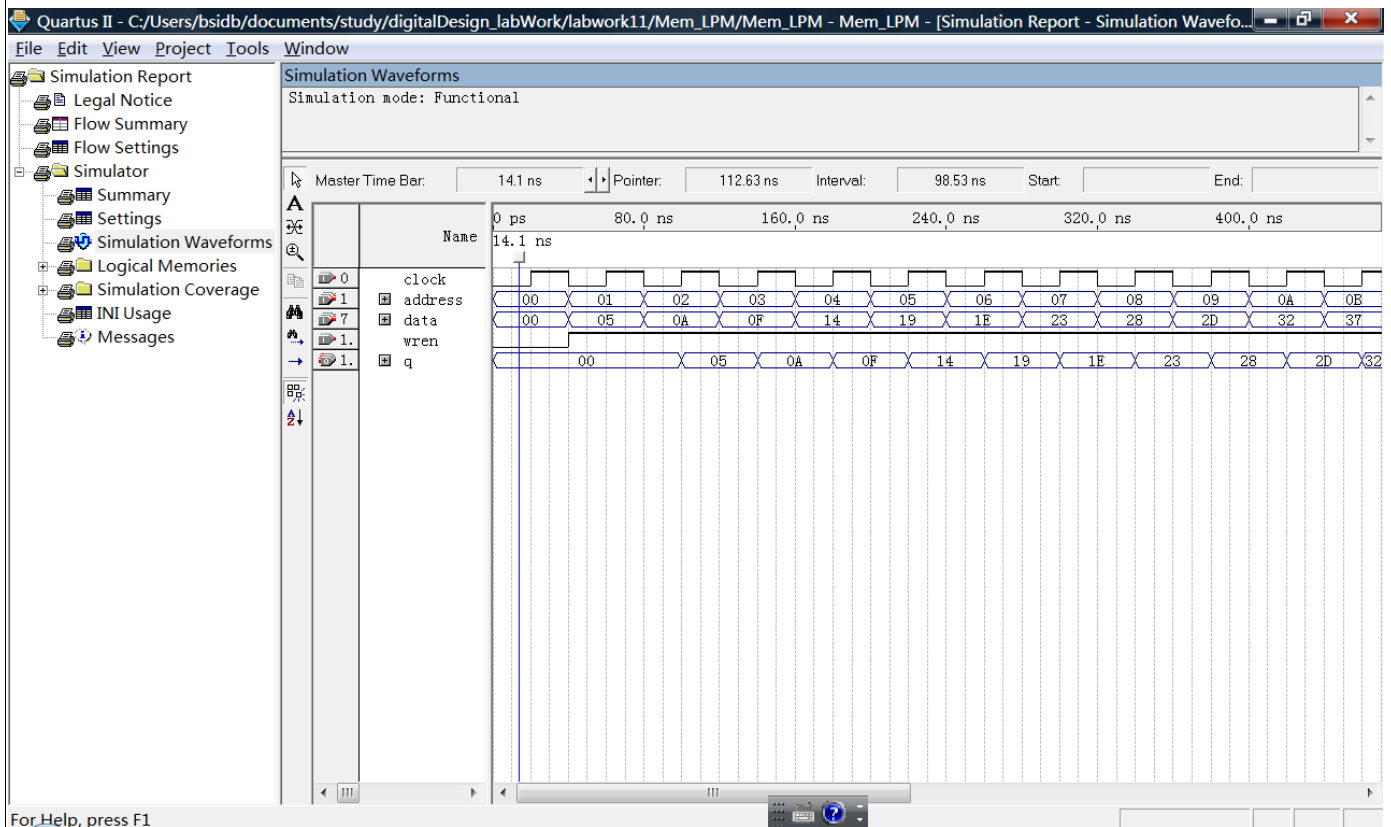 Quartus II - C:/Users/bsidb/documents/study/digitalDesign_labWork/labwork11/Mem_LPM/Mem_LPM - Mem_LPM - [Simulation Report - Simulation Wavefo...
File Edit View Project Tools Window
Simulation Report
Legal Notice
Flow Summary
Flow Settings
Simulator
Summary
Settings
Simulation Waveforms
Logical Memories
Simulation Coverage
INI Usage
Messages
Simulation Waveforms
Simulation mode: Functional
Master Time Bar: 14.1 ns Pointer: 112.63 ns Interval: 98.53 ns Start: End:
A
Name
0 ps 80.0 ns 160.0 ns 240.0 ns 320.0 ns 400.0 ns
14.1 ns
0 clock
1 address 00 01 02 03 04 05 06 07 08 09 0A 0B
7 data 00 05 0A 0F 14 19 1E 23 28 2D 32 37
1. wren
1. q 00 05 0A 0F 14 19 1E 23 28 2D 32
For Help, press F1